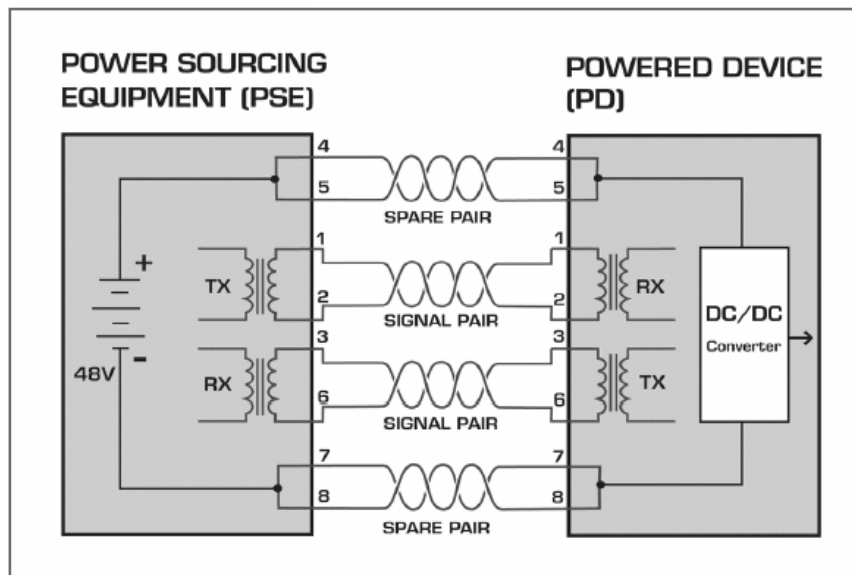 POWER SOURCING
EQUIPMENT (PSE)
POWERED DEVICE
(PD)
4
5
SPARE PAIR
4
5
+
-
48V
TX
1
2
SIGNAL PAIR
1
2
RX
RX
3
6
SIGNAL PAIR
3
6
TX
DC/DC
Converter
7
8
SPARE PAIR
7
8